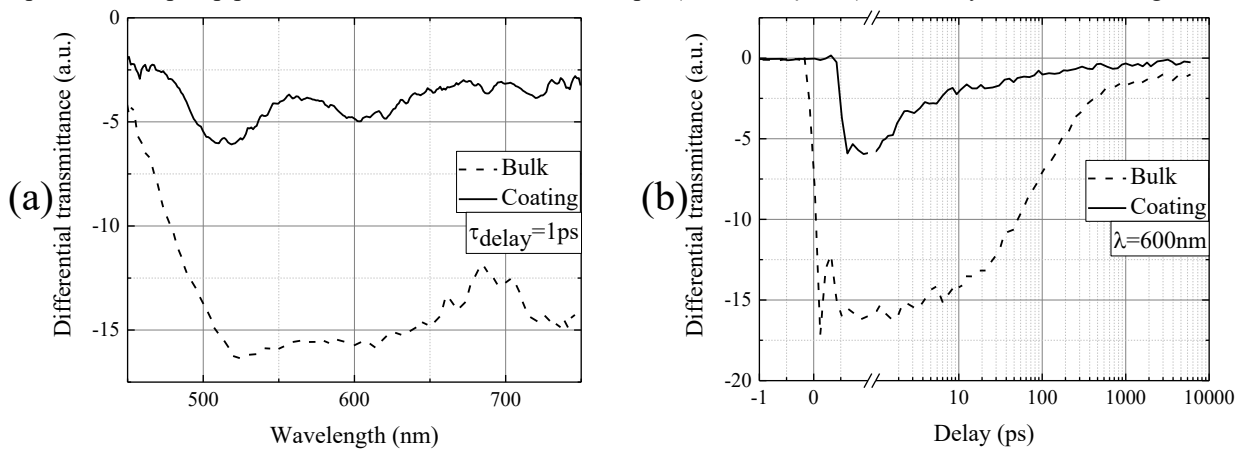 (a)
Differential transmittance (a.u.)
0
-5
-10
-15
500
600
700
Wavelength (nm)
Bulk
Coating
τdelay=1ps
(b)
Differential transmittance (a.u.)
0
-5
-10
-15
-20
-1
0
10
100
1000
10000
Delay (ps)
Bulk
Coating
λ=600nm